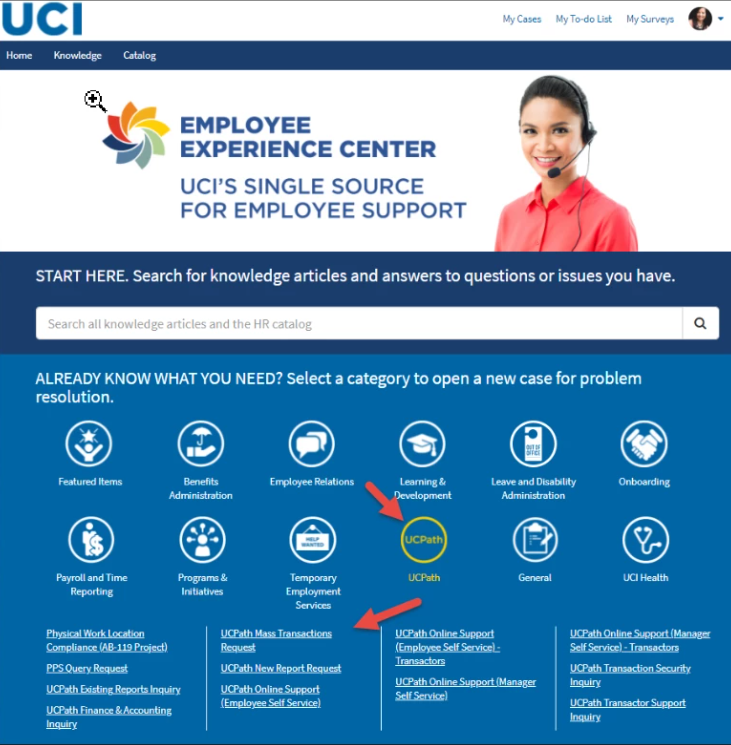 UCI
My Cases My To-do List My Surveys
Home Knowledge Catalog
EMPLOYEE
EXPERIENCE CENTER
UCI'S SINGLE SOURCE
FOR EMPLOYEE SUPPORT
START HERE. Search for knowledge articles and answers to questions or issues you have.
Search all knowledge articles and the HR catalog
ALREADY KNOW WHAT YOU NEED? Select a category to open a new case for problem
resolution.
OUT OF
OFFICE
Featured Items
Benefits
Administration
Employee Relations
Learning &
Development
Leave and Disability
Administration
Onboarding
HELP
WANTED
UCPath
Payroll and Time
Reporting
Programs &
Initiatives
Temporary
Employment
Services
UCPath
General
UCI Health
Physical Work Location
Compliance (AB-119 Project)
PPS Query Request
UCPath Existing Reports Inquiry
UCPath Finance & Accounting
Inquiry
UCPath Mass Transactions
Request
UCPath New Report Request
UCPath Online Support
(Employee Self Service)
UCPath Online Support
(Employee Self Service) -
Transactors
UCPath Online Support (Manager
Self Service)
UCPath Online Support (Manager
Self Service) - Transactors
UCPath Transaction Security
Inquiry
UCPath Transactor Support
Inquiry